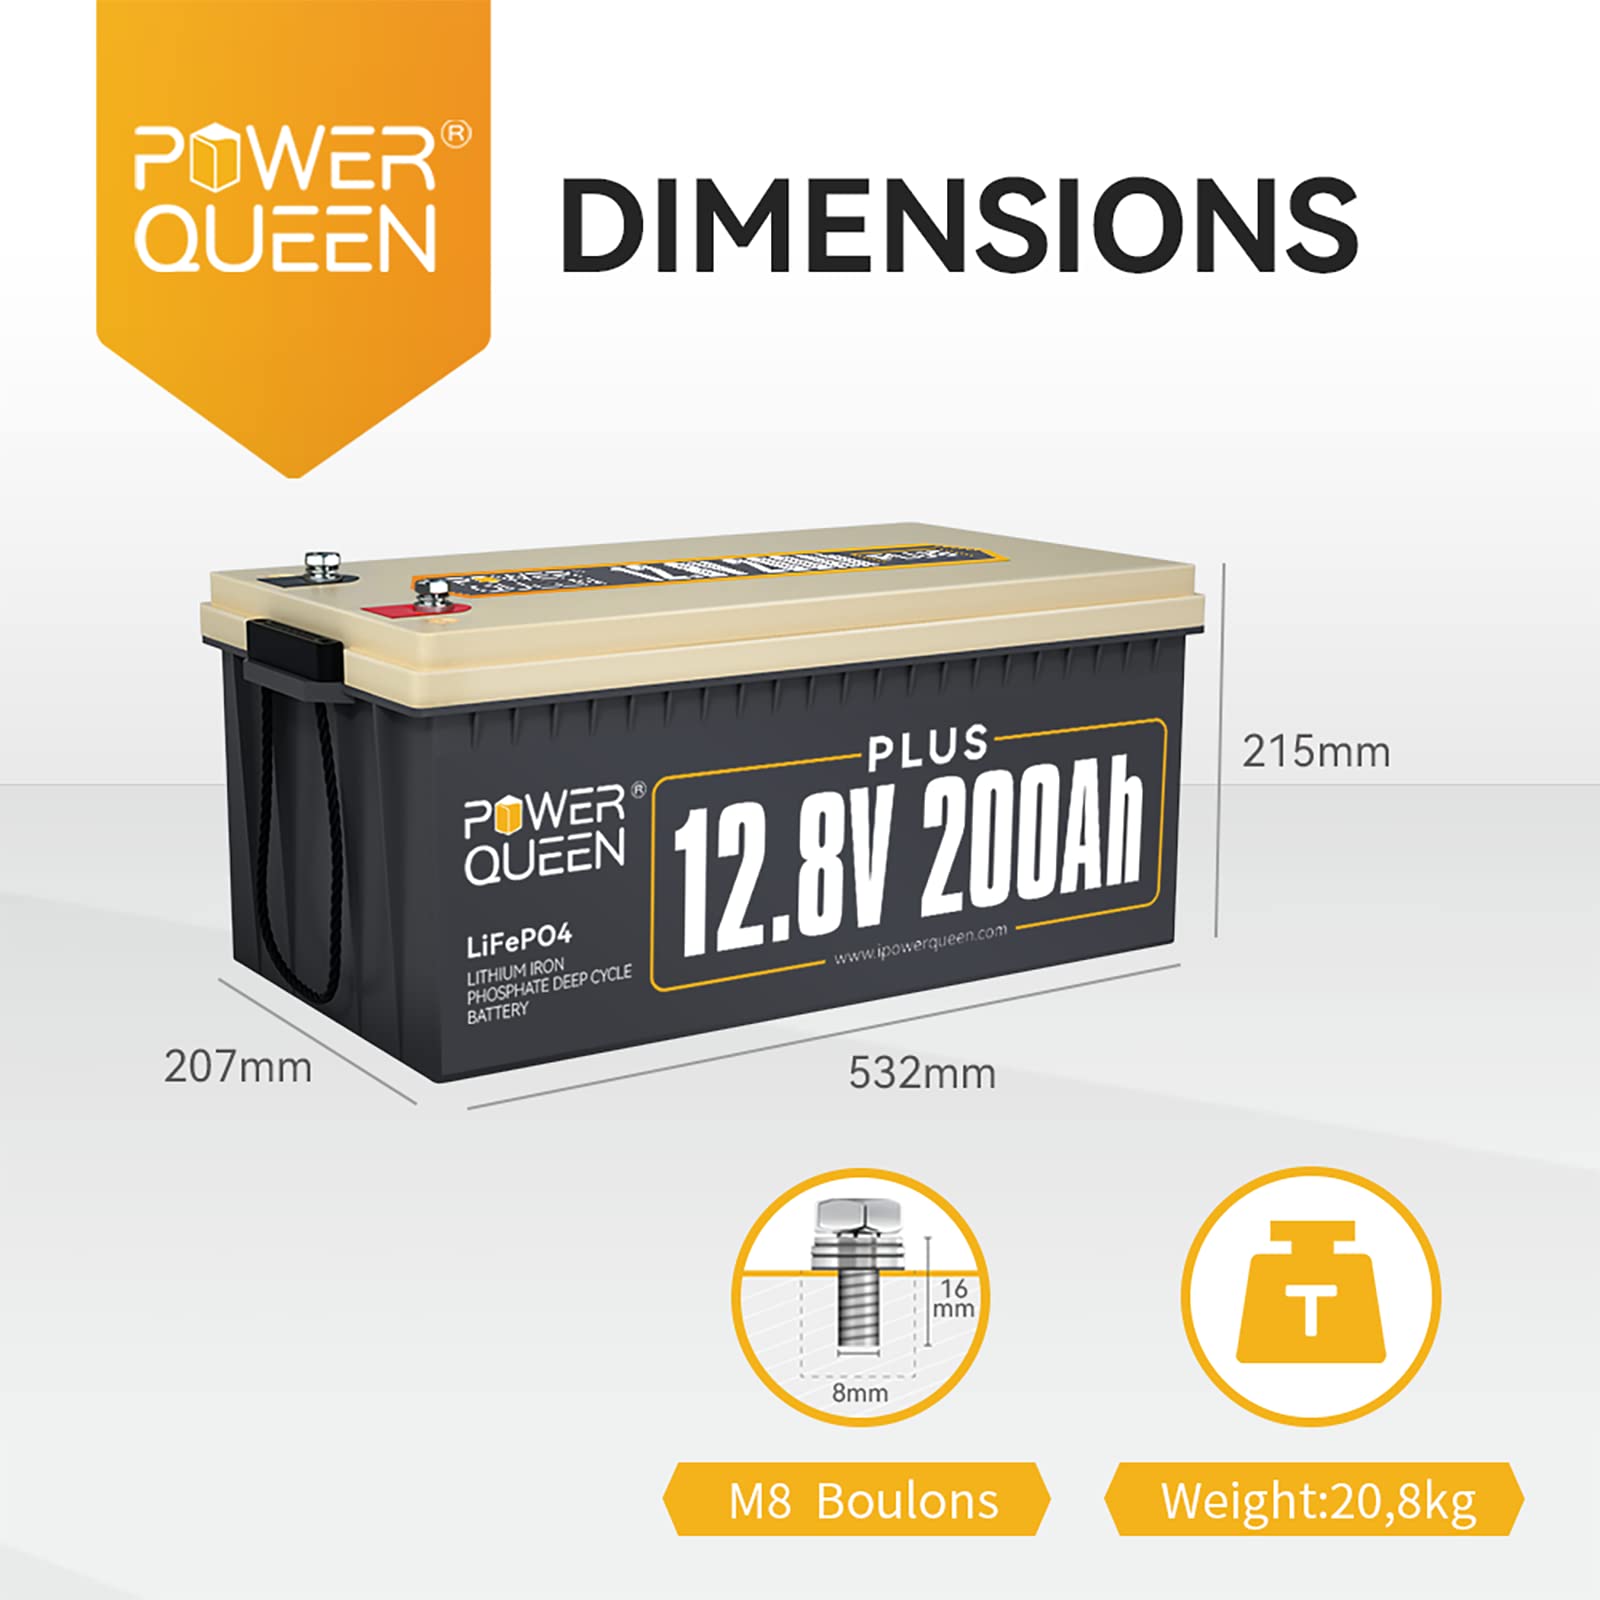 POWER®
QUEEN
DIMENSIONS
PLUS
12.8V 200Ah
www.ipowerqueen.com
POWER®
QUEEN
LiFePO4
LITHIUM IRON
PHOSPHATE DEEP CYCLE
BATTERY
215mm
207mm
532mm
16
mm
8mm
T
M8 Boulons
Weight:20,8kg